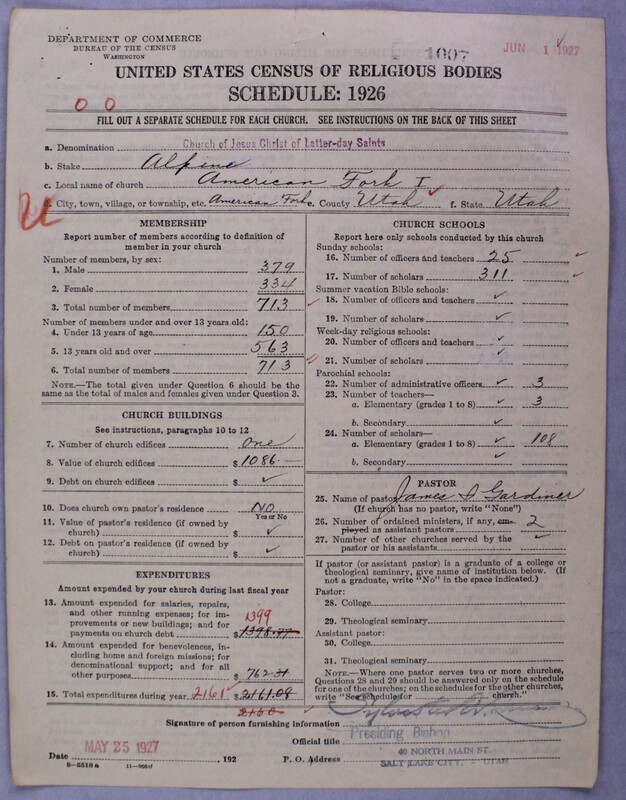 DEPARTMENT OF COMMERCE
BUREAU OF THE CENSUS
WASHINGTON
1007
JUN 1 1927
UNITED STATES CENSUS OF RELIGIOUS BODIES
SCHEDULE: 1926
0 0
FILL OUT A SEPARATE SCHEDULE FOR EACH CHURCH. SEE INSTRUCTIONS ON THE BACK OF THIS SHEET
a. Denomination Church of Jesus Christ of Latter-day Saints
b. Stake Alpine
c. Local name of church American Fork I
City, town, village, or township, etc. American Fork e. County Utah f. State Utah
MEMBERSHIP
Report number of members according to definition of
member in your church
Number of members, by sex:
1. Male 379
2. Female 334
3. Total number of members 713
Number of members under and over 13 years old:
4. Under 13 years of age 150
5. 13 years old and over 563
6. Total number of members 713
NOTE.—The total given under Question 6 should be the
same as the total of males and females given under Question 3.
CHURCH BUILDINGS
See instructions, paragraphs 10 to 12
7. Number of church edifices one
8. Value of church edifices $1086
9. Debt on church edifices $ ✓
10. Does church own pastor's residence NO
Yes or No
11. Value of pastor's residence (if owned by
church) $ ✓
12. Debt on pastor's residence (if owned by
church) $ ✓
EXPENDITURES
Amount expended by your church during last fiscal year
13. Amount expended for salaries, repairs,
and other running expenses; for im-
provements or new buildings; and for
payments on church debt 1399
14. Amount expended for benevolences, in-
cluding home and foreign missions; for
denominational support; and for all
other purposes $ 762.31
15. Total expenditures during year 2161 $2161.08
2160
CHURCH SCHOOLS
Report here only schools conducted by this church
Sunday schools:
16. Number of officers and teachers 25
17. Number of scholars 311
Summer vacation Bible schools:
18. Number of officers and teachers ✓
19. Number of scholars ✓
Week-day religious schools:
20. Number of officers and teachers ✓
21. Number of scholars ✓
Parochial schools:
22. Number of administrative officers ✓ 3
23. Number of teachers—
a. Elementary (grades 1 to 8) ✓ 3
b. Secondary ✓
24. Number of scholars—
a. Elementary (grades 1 to 8) ✓ 108
b. Secondary ✓
PASTOR
25. Name of pastor James I Gardiner
(If church has no pastor, write "None")
26. Number of ordained ministers, if any, em-
ployed as assistant pastors 2
27. Number of other churches served by the
pastor or his assistants ✓
If pastor (or assistant pastor) is a graduate of a college or
theological seminary, give name of institution below. (If
not a graduate, write "No" in the space indicated.)
Pastor:
28. College
29. Theological seminary
Assistant pastor:
30. College
31. Theological seminary
NOTE.—Where one pastor serves two or more churches,
Questions 28 and 29 should be answered only on the schedule
for one of the churches; on the schedules for the other churches,
write "See schedule for church."
Signature of person furnishing information
Official title Presiding Bishop
Date MAY 25 1927 , 192 P. O. Address 40 NORTH MAIN ST.
SALT LAKE CITY, - UTAH
8-5518a